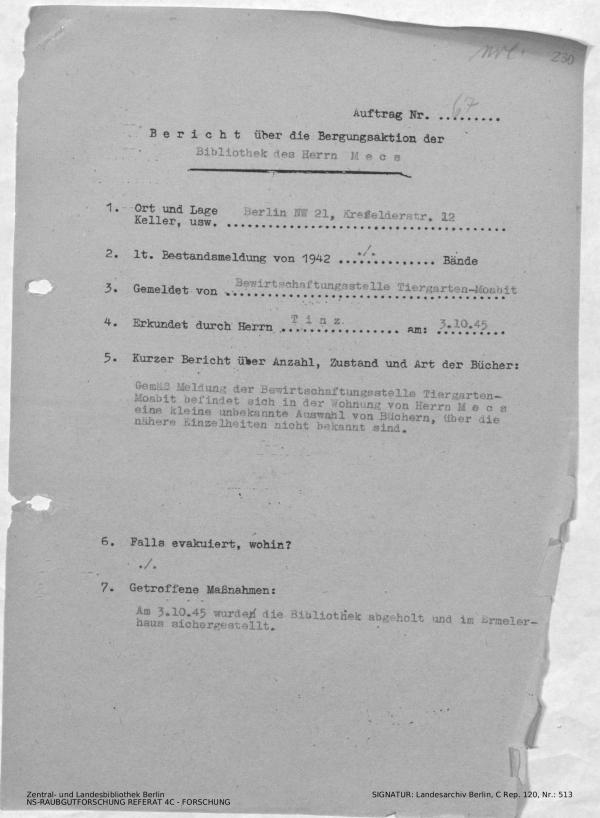 nvl. 230
Auftrag Nr. 67.........
B e r i c h t über die Bergungsaktion der
Bibliothek des Herrn M e c s
1. Ort und Lage Berlin NW 21, Krefelderstr. 12
Keller, usw. ......................................
2. lt. Bestandsmeldung von 1942 ...·/·......... Bände
3. Gemeldet von Bewirtschaftungsstelle Tiergarten-Moabit
4. Erkundet durch Herrn T i n z am: 3.10.45
5. Kurzer Bericht über Anzahl, Zustand und Art der Bücher:
Gemäß Meldung der Bewirtschaftungsstelle Tiergarten-
Moabit befindet sich in der Wohnung von Herrn M e c s
eine kleine unbekannte Auswahl von Büchern, über die
nähere Einzelheiten nicht bekannt sind.
6. Falls evakuiert, wohin?
./.
7. Getroffene Maßnahmen:
Am 3.10.45 wurden die Bibliothek abgeholt und im Ermeler-
haus sichergestellt.
Zentral- und Landesbibliothek Berlin
NS-RAUBGUTFORSCHUNG REFERAT 4C - FORSCHUNG
SIGNATUR: Landesarchiv Berlin, C Rep. 120, Nr.: 513